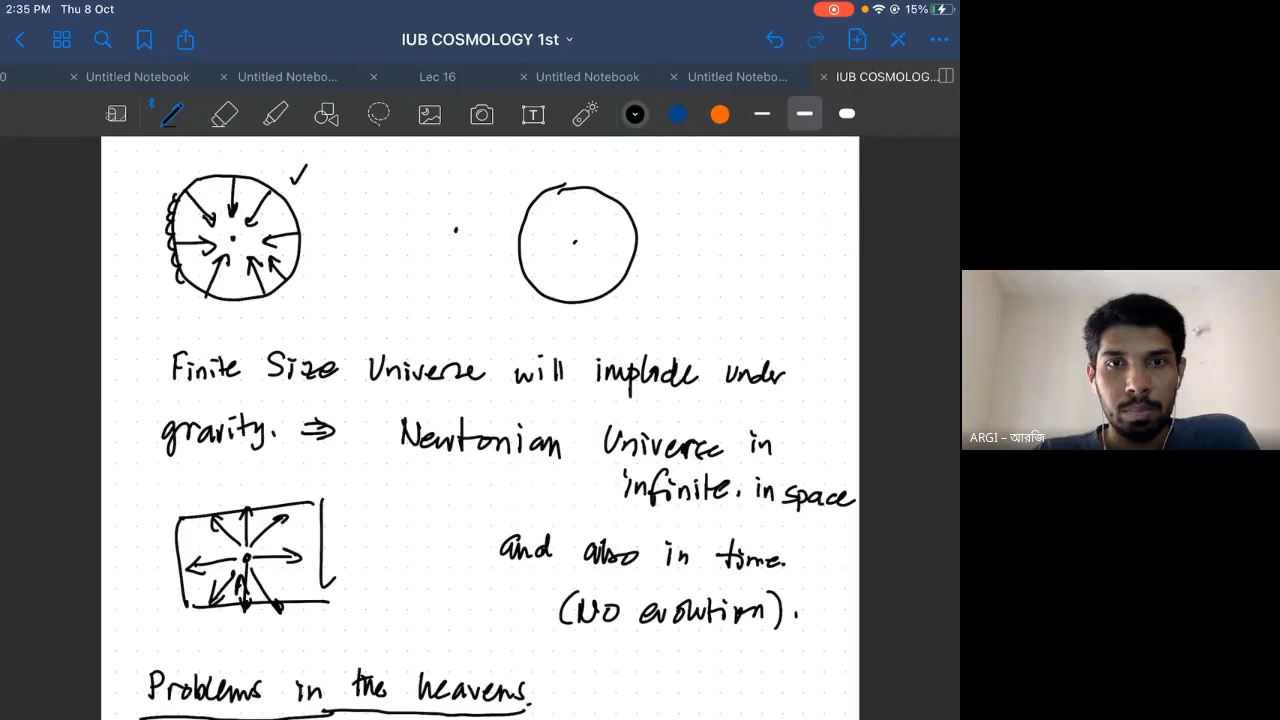 2:35 PM Thu 8 Oct
15%
IUB COSMOLOGY 1st
0
Untitled Notebook
Untitled Notebo...
Lec 16
Untitled Notebook
Untitled Notebo...
IUB COSMOLOG...
T
Finite Size Universe will implode under
gravity. ⇒ Newtonian Universe in
infinite. in space
and also in time.
(No evolution).
Problems in the heavens.
ARGI – আরজি